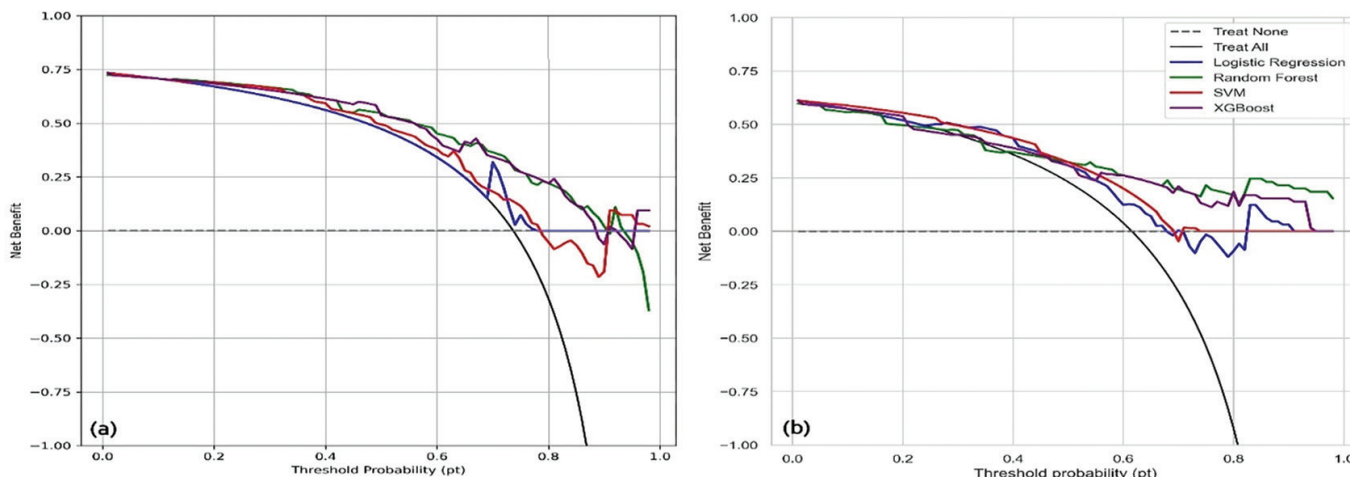 1.00
0.75
0.50
0.25
0.00
−0.25
−0.50
−0.75
−1.00
Net Benefit
(a)
0.0 0.2 0.4 0.6 0.8 1.0
Threshold Probability (pt)
1.00
0.75
0.50
0.25
0.00
−0.25
−0.50
−0.75
−1.00
Net Benefit
Treat None
Treat All
Logistic Regression
Random Forest
SVM
XGBoost
(b)
0.0 0.2 0.4 0.6 0.8 1.0
Threshold probability (pt)